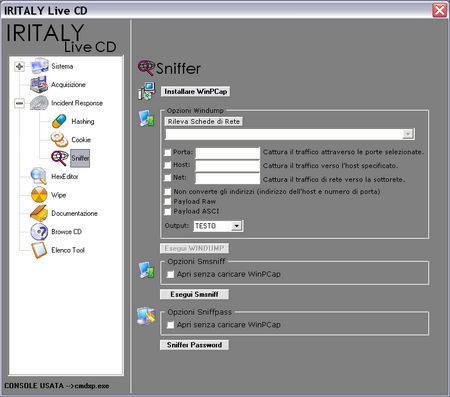 IRITALY Live CD
IRITALY
Live CD
Sistema
Acquisizione
Incident Response
Hashing
Cookie
Sniffer
HexEditor
Wipe
Documentazione
Browse CD
Elenco Tool
CONSOLE USATA -->cmdxp.exe
Sniffer
Installare WinPCap
Opzioni Windump
Rileva Schede di Rete
Porta: Cattura il traffico attraverso le porte selezionate.
Host: Cattura il traffico verso l'host specificato.
Net: Cattura il traffico di rete verso la sottorete.
Non converte gli indirizzi (indirizzo dell'host e numero di porta)
Payload Raw
Payload ASCI
Output: TESTO
Esegui WINDUMP
Opzioni Smsniff
Apri senza caricare WinPCap
Esegui Smsniff
Opzioni Sniffpass
Apri senza caricare WinPCap
Sniffer Password